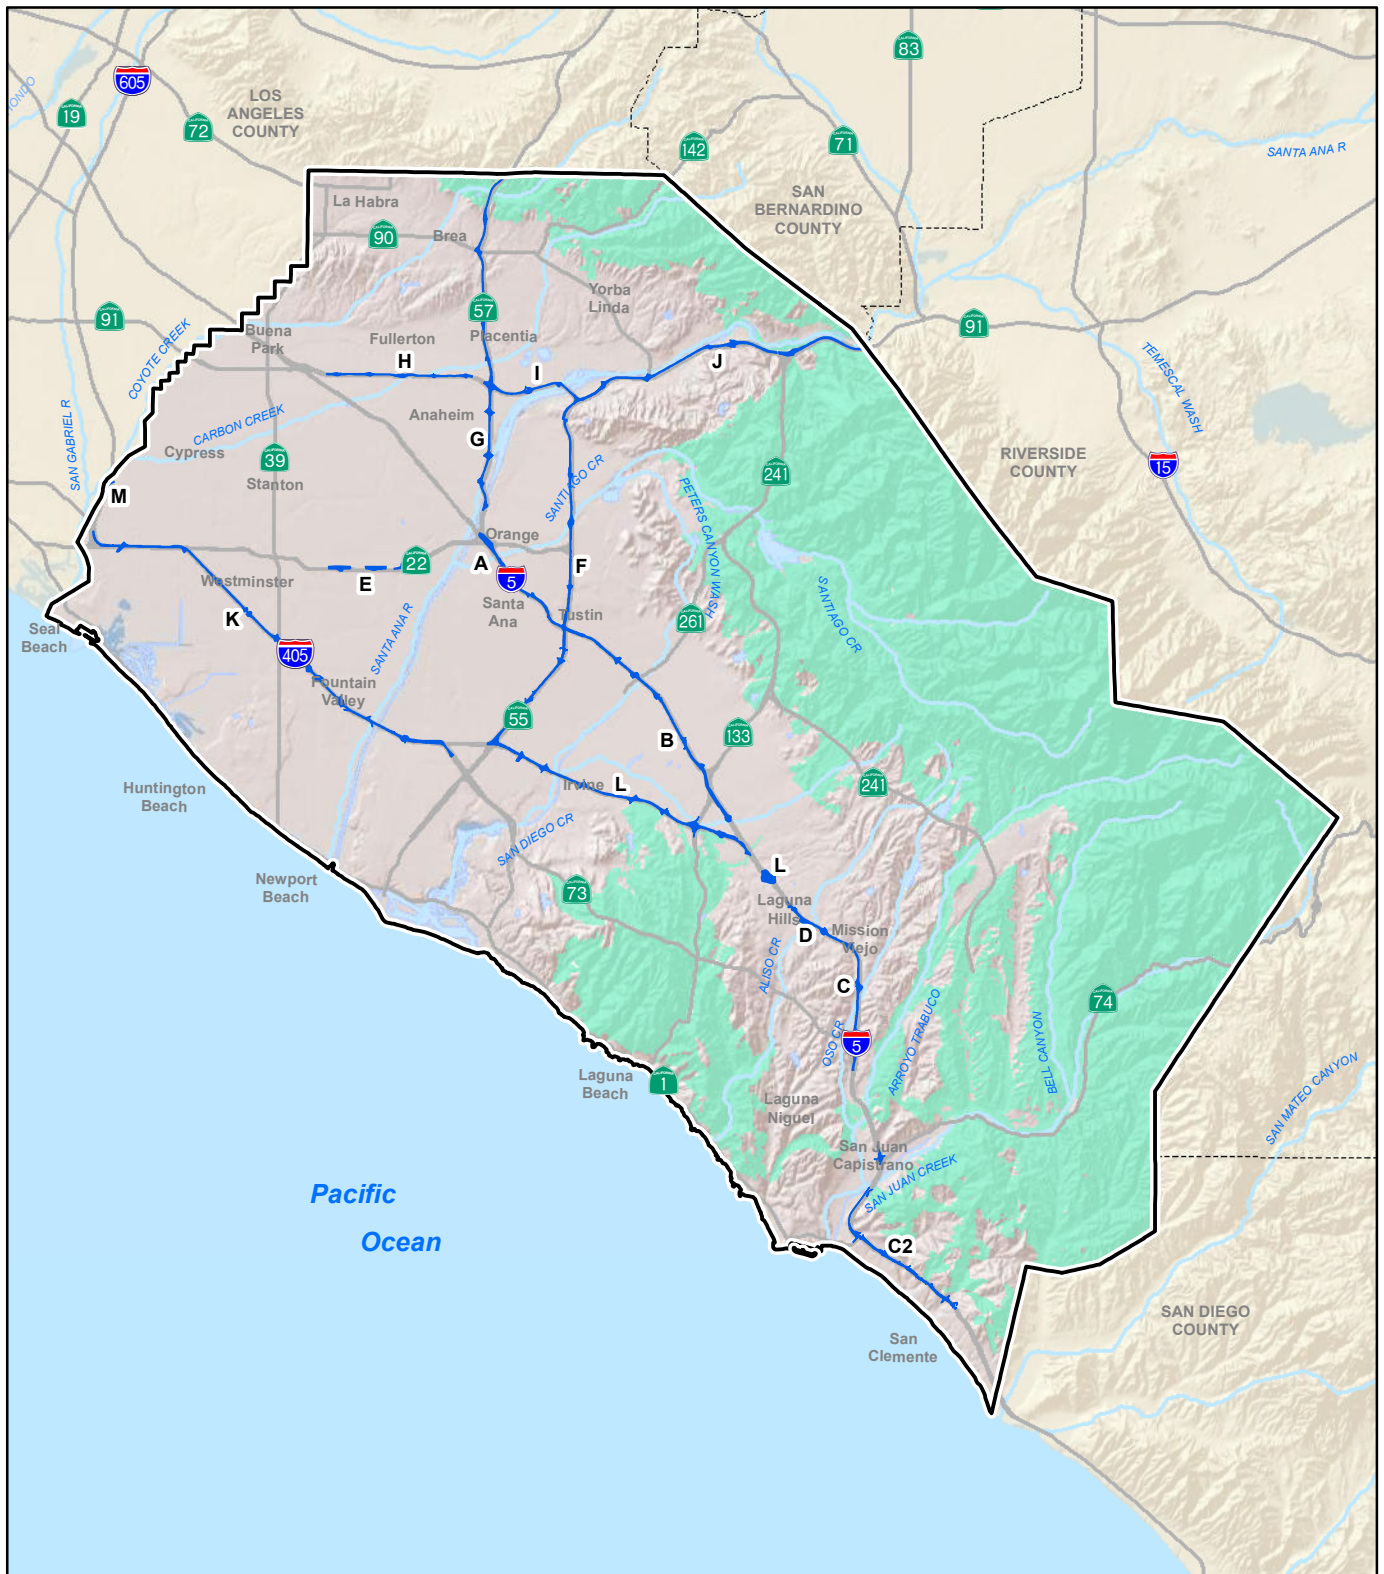 83
605
LOS
ANGELES
COUNTY
19
72
142
71
SANTA ANA R
SAN
BERNARDINO
COUNTY
La Habra
90
Brea
57
Yorba
Linda
91
Buena
Park
Fullerton
Placentia
91
COYOTE CREEK
H
I
J
TEMESCAL WASH
Anaheim
CARBON CREEK
G
SAN GABRIEL R
Cypress
39
Stanton
SANTIAGO CR
241
RIVERSIDE
COUNTY
15
M
PETERS CANYON WASH
Orange
A
22
E
F
5
Westminster
Santa
Ana
Tustin
K
SANTA ANA R
261
S SANTIAGO CR
Seal
Beach
405
Fountain
Valley
55
B
133
Huntington
Beach
Irvine
L
241
SAN DIEGO CR
L
Newport
Beach
73
Laguna
Hills
D
Mission
Viejo
ALISO CR
C
74
OSO CR
5
ARROYO TRABUCO
BELL CANYON
Laguna
Beach
1
Laguna
Niguel
SAN MATEO CANYON
San Juan
Capistrano
SAN JUAN CREEK
Pacific
Ocean
C2
San
Clemente
SAN DIEGO
COUNTY